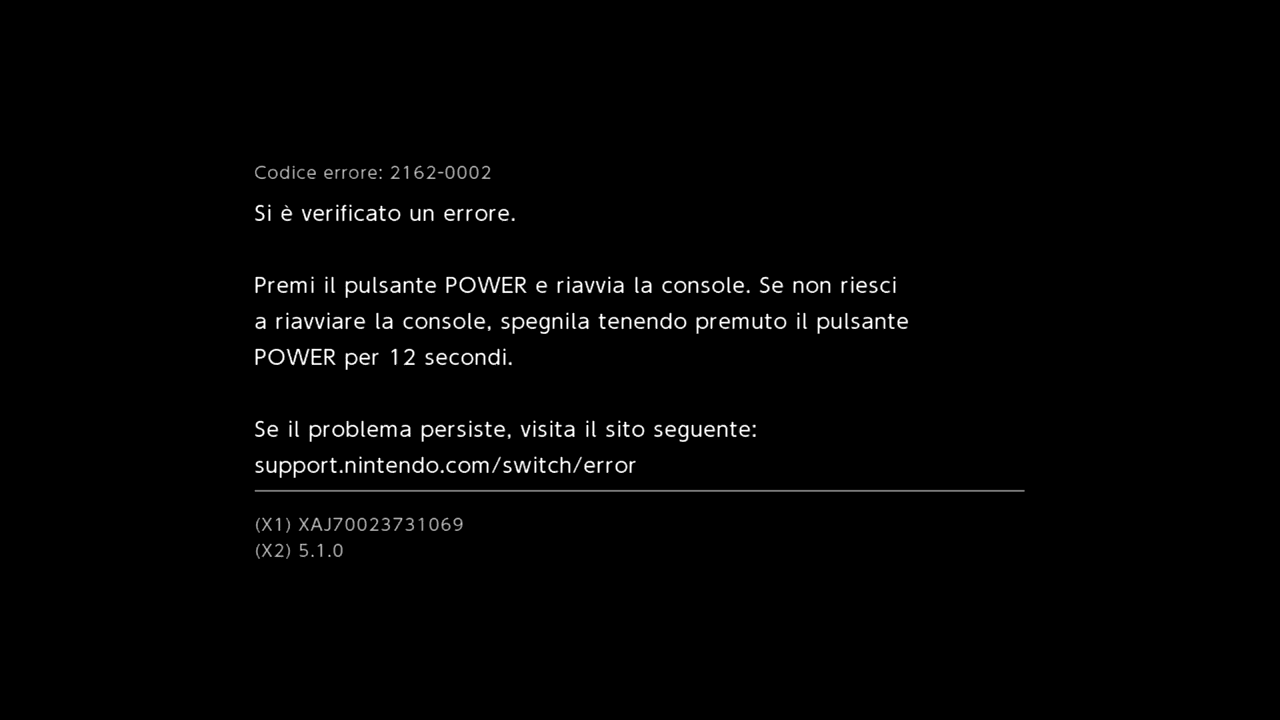 Codice errore: 2162-0002
Si è verificato un errore.
Premi il pulsante POWER e riavvia la console. Se non riesci
a riavviare la console, spegnila tenendo premuto il pulsante
POWER per 12 secondi.
Se il problema persiste, visita il sito seguente:
support.nintendo.com/switch/error
(X1) XAJ70023731069
(X2) 5.1.0